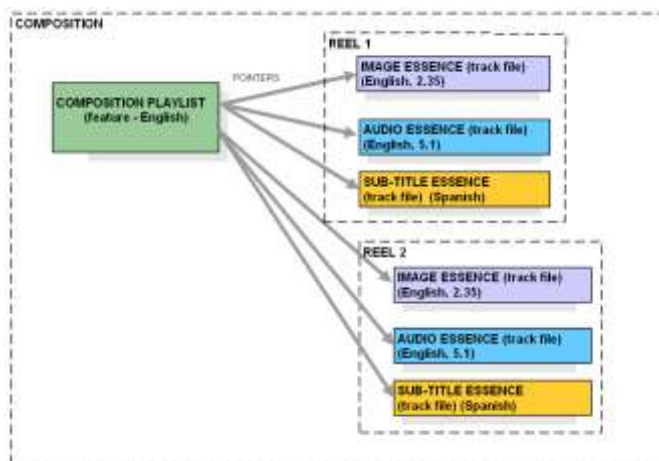 COMPOSITION
REEL 1
IMAGE ESSENCE (track file)
(English, 2.35)
POINTERS
COMPOSITION PLAYLIST
(feature - English)
AUDIO ESSENCE (track file)
(English, 5.1)
SUB-TITLE ESSENCE
(track file) (Spanish)
REEL 2
IMAGE ESSENCE (track file)
(English, 2.35)
AUDIO ESSENCE (track file)
(English, 5.1)
SUB-TITLE ESSENCE
(track file) (Spanish)